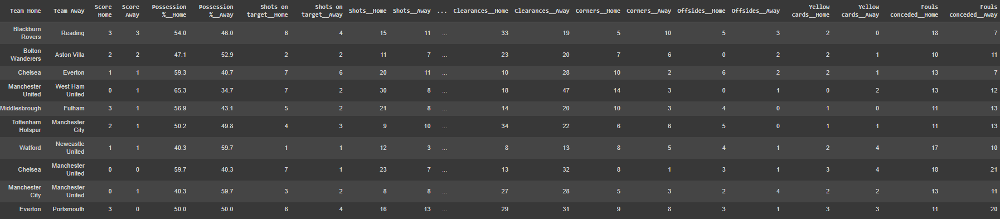 Team Home Team Away Score Home Score Away Possession %__Home Possession %__Away Shots on target__Home Shots on target__Away Shots__Home Shots__Away ... Clearances__Home Clearances__Away Corners__Home Corners__Away Offsides__Home Offsides__Away Yellow cards__Home Yellow cards__Away Fouls conceded__Home Fouls conceded__Away
Blackburn Rovers Reading 3 3 54.0 46.0 6 4 15 11 ... 33 19 5 10 5 3 2 0 18 7
Bolton Wanderers Aston Villa 2 2 47.1 52.9 2 2 11 7 ... 23 20 7 6 0 2 2 1 10 11
Chelsea Everton 1 1 59.3 40.7 7 6 20 11 ... 10 28 10 2 6 2 2 1 13 7
Manchester United West Ham United 0 1 65.3 34.7 7 2 30 8 ... 18 47 14 3 0 1 0 2 13 12
Middlesbrough Fulham 3 1 56.9 43.1 5 2 21 8 ... 14 20 10 3 4 0 1 0 11 13
Tottenham Hotspur Manchester City 2 1 50.2 49.8 4 3 9 10 ... 34 22 6 6 5 0 1 1 11 13
Watford Newcastle United 1 1 40.3 59.7 1 1 12 3 ... 8 13 8 5 4 1 2 4 17 10
Chelsea Manchester United 0 0 59.7 40.3 7 1 23 7 ... 13 32 8 1 3 1 3 4 18 21
Manchester City Manchester United 0 1 40.3 59.7 3 2 8 8 ... 27 28 5 3 2 4 2 2 13 11
Everton Portsmouth 3 0 50.0 50.0 6 4 16 13 ... 29 31 9 8 3 1 3 3 11 20